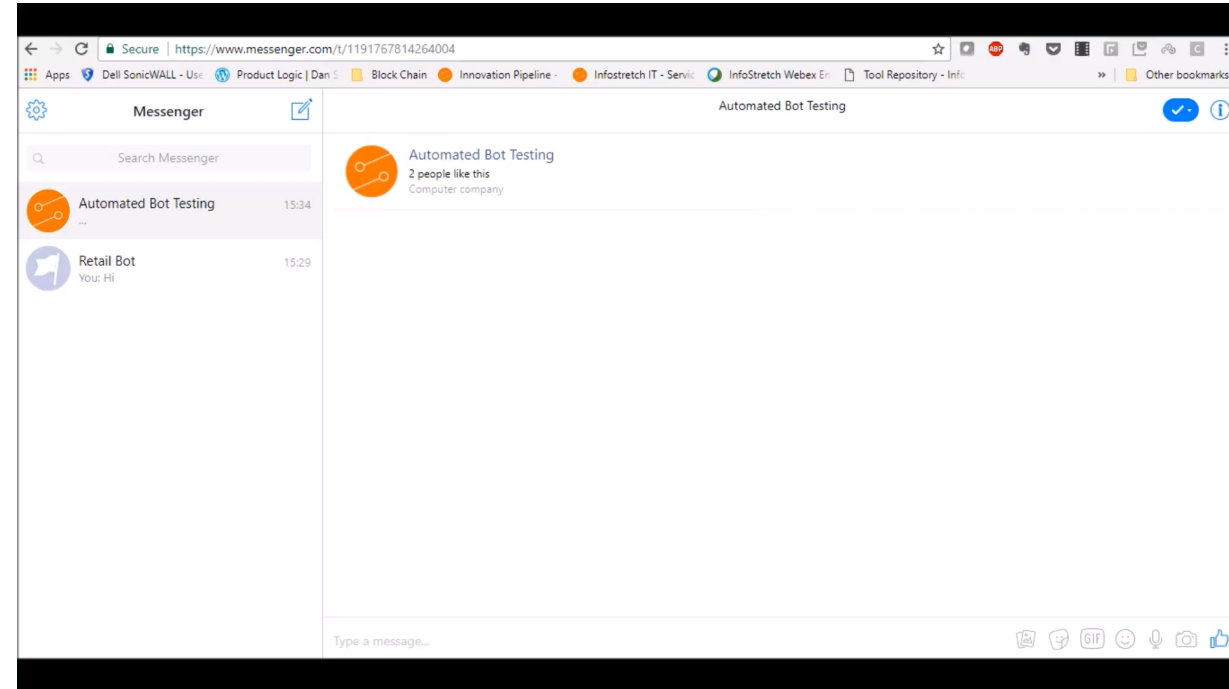 Secure | https://www.messenger.com/t/1191767814264004
ABP
Apps Dell SonicWALL - Use Product Logic | Dan S Block Chain Innovation Pipeline - Infostretch IT - Servic InfoStretch Webex En Tool Repository - Info » Other bookmarks
Messenger
Automated Bot Testing
Search Messenger
Automated Bot Testing 15:34
...
Retail Bot 15:29
You: Hi
Automated Bot Testing
2 people like this
Computer company
Type a message...
GIF